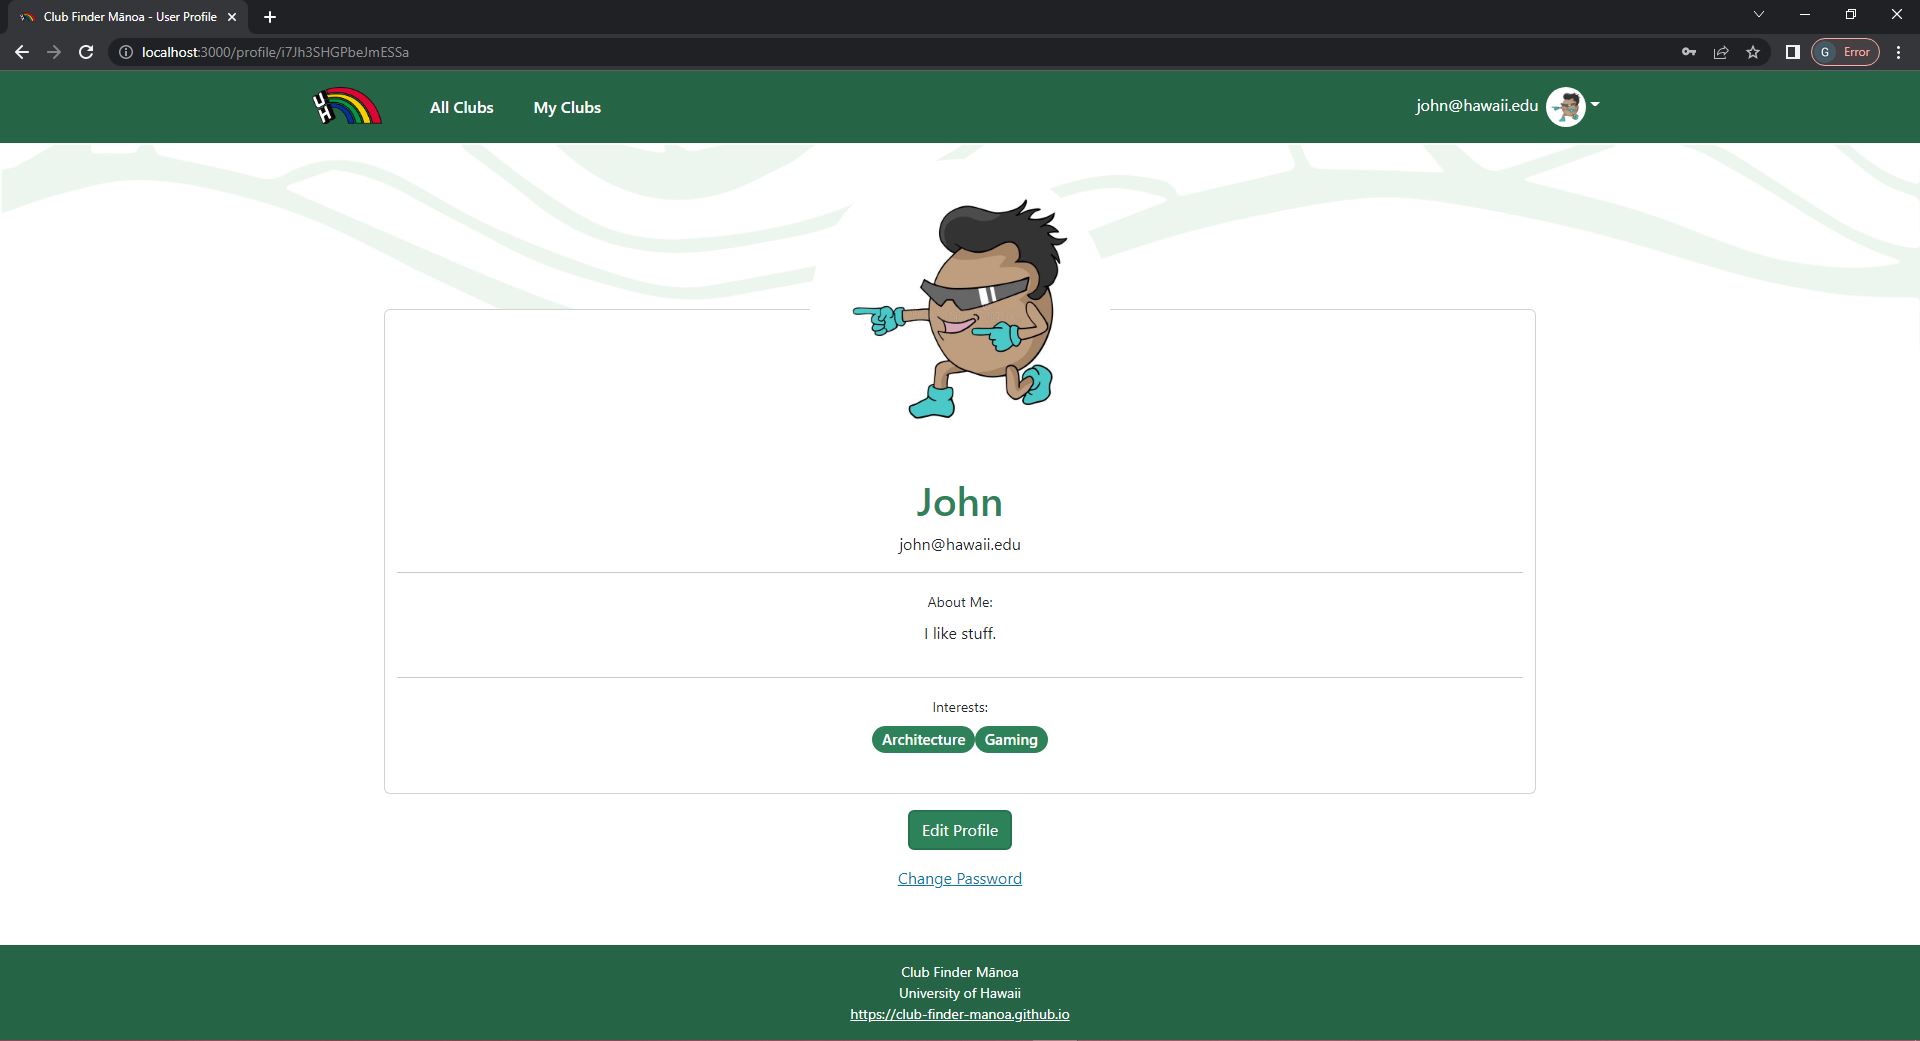 Club Finder Mānoa - User Profile
localhost:3000/profile/i7Jh3SHGPbeJmESSa
G Error
UH
All Clubs My Clubs
john@hawaii.edu
John
john@hawaii.edu
About Me:
I like stuff.
Interests:
Architecture Gaming
Edit Profile
Change Password
Club Finder Mānoa
University of Hawaii
https://club-finder-manoa.github.io